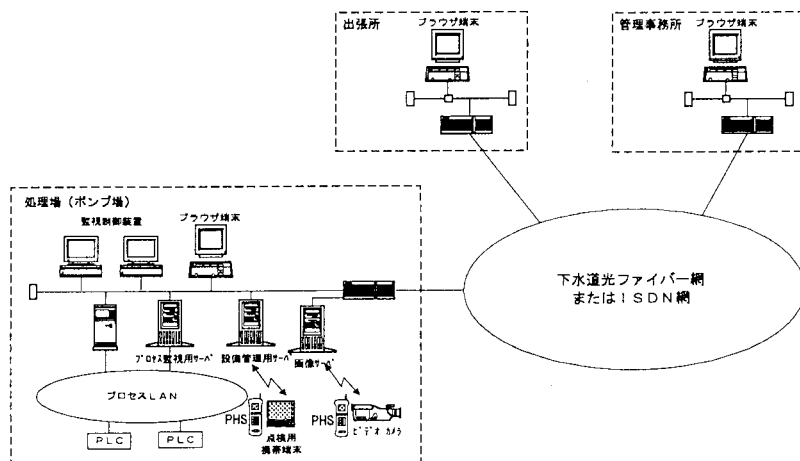 出張所
ブラウザ端末
管理事務所
ブラウザ端末
処理場（ポンプ場）
監視制御装置
ブラウザ端末
下水道光ファイバー網
またはＩＳＤＮ網
プロセス監視用サーバ
設備管理用サーバ
画像サーバ
プロセスＬＡＮ
PHS
点検用
携帯端末
PHS
ビデオカメラ
ＰＬＣ
ＰＬＣ